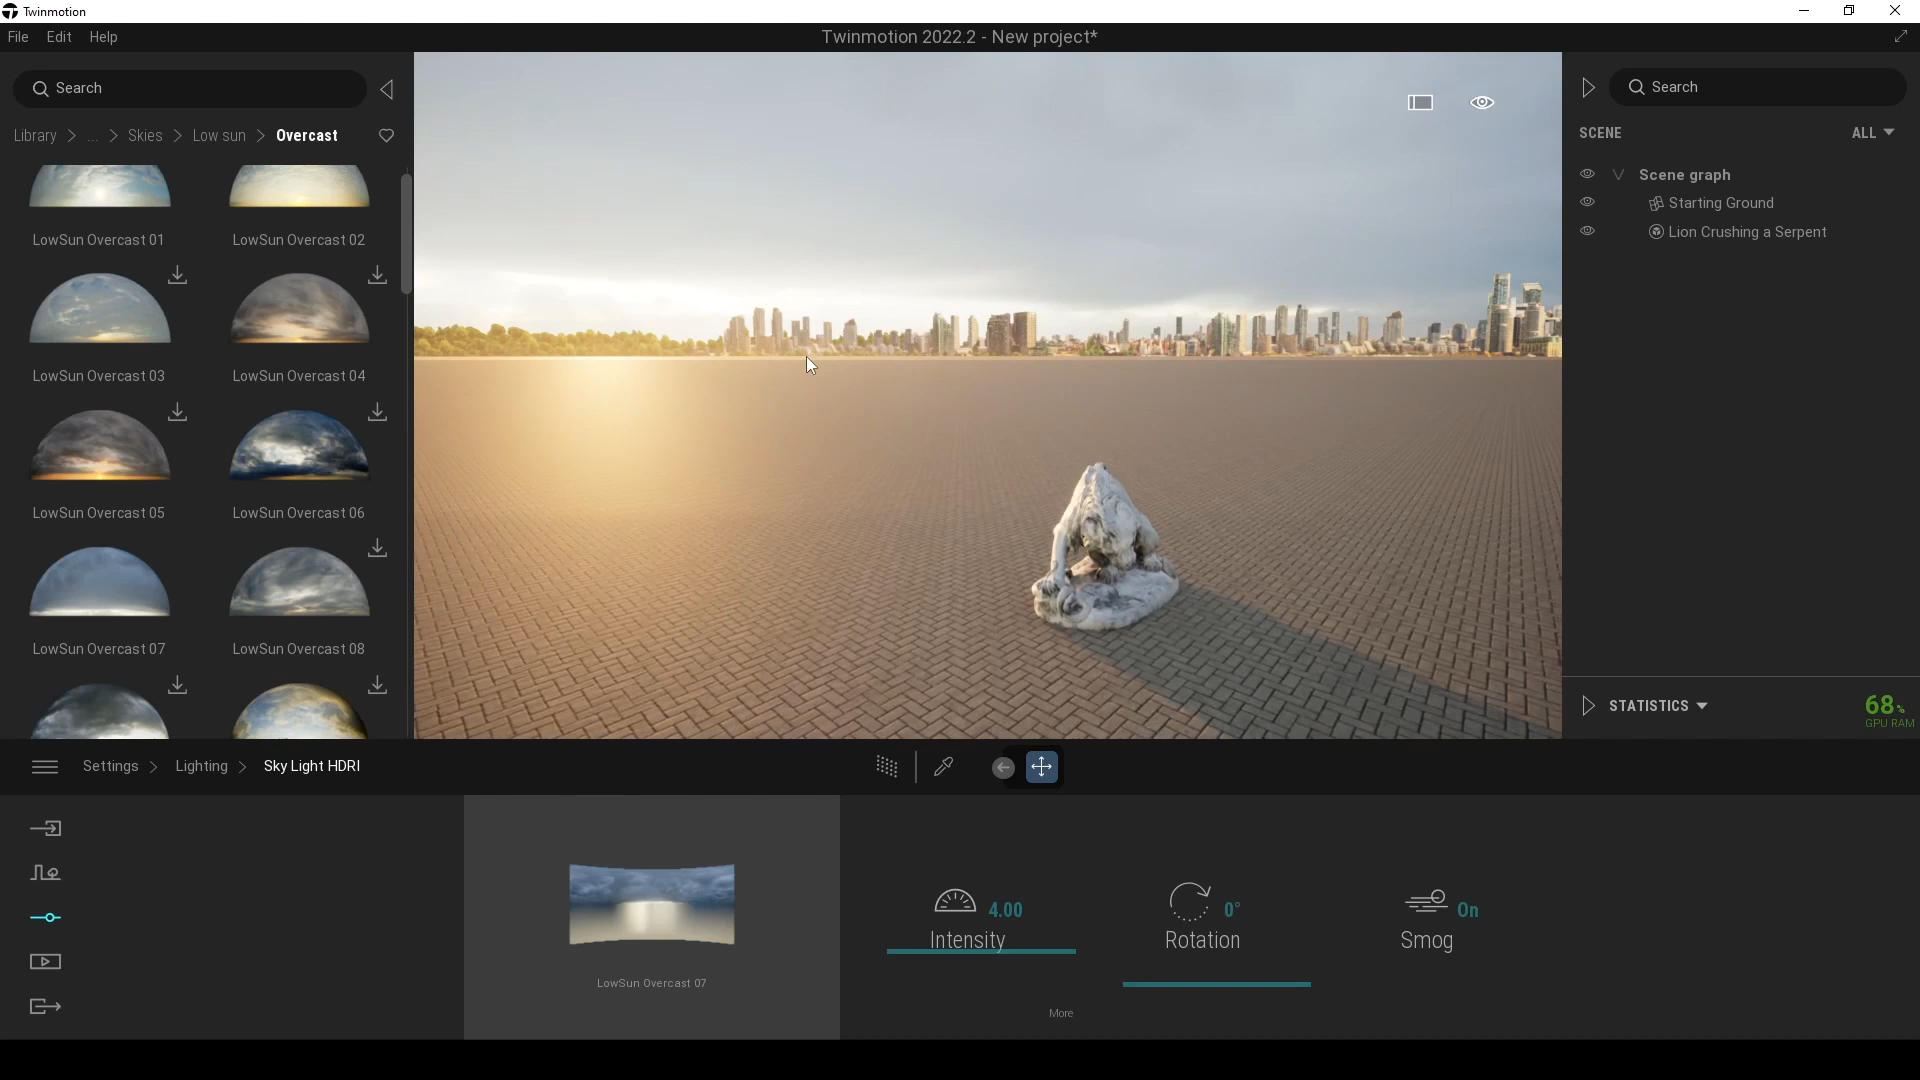 Twinmotion
File Edit Help
Twinmotion 2022.2 - New project*
Search
Library > ... > Skies > Low sun > Overcast
LowSun Overcast 01
LowSun Overcast 02
LowSun Overcast 03
LowSun Overcast 04
LowSun Overcast 05
LowSun Overcast 06
LowSun Overcast 07
LowSun Overcast 08
Search
SCENE ALL
Scene graph
Starting Ground
Lion Crushing a Serpent
STATISTICS
68%
GPU RAM
Settings > Lighting > Sky Light HDRI
LowSun Overcast 07
4.00
Intensity
0°
Rotation
On
Smog
More